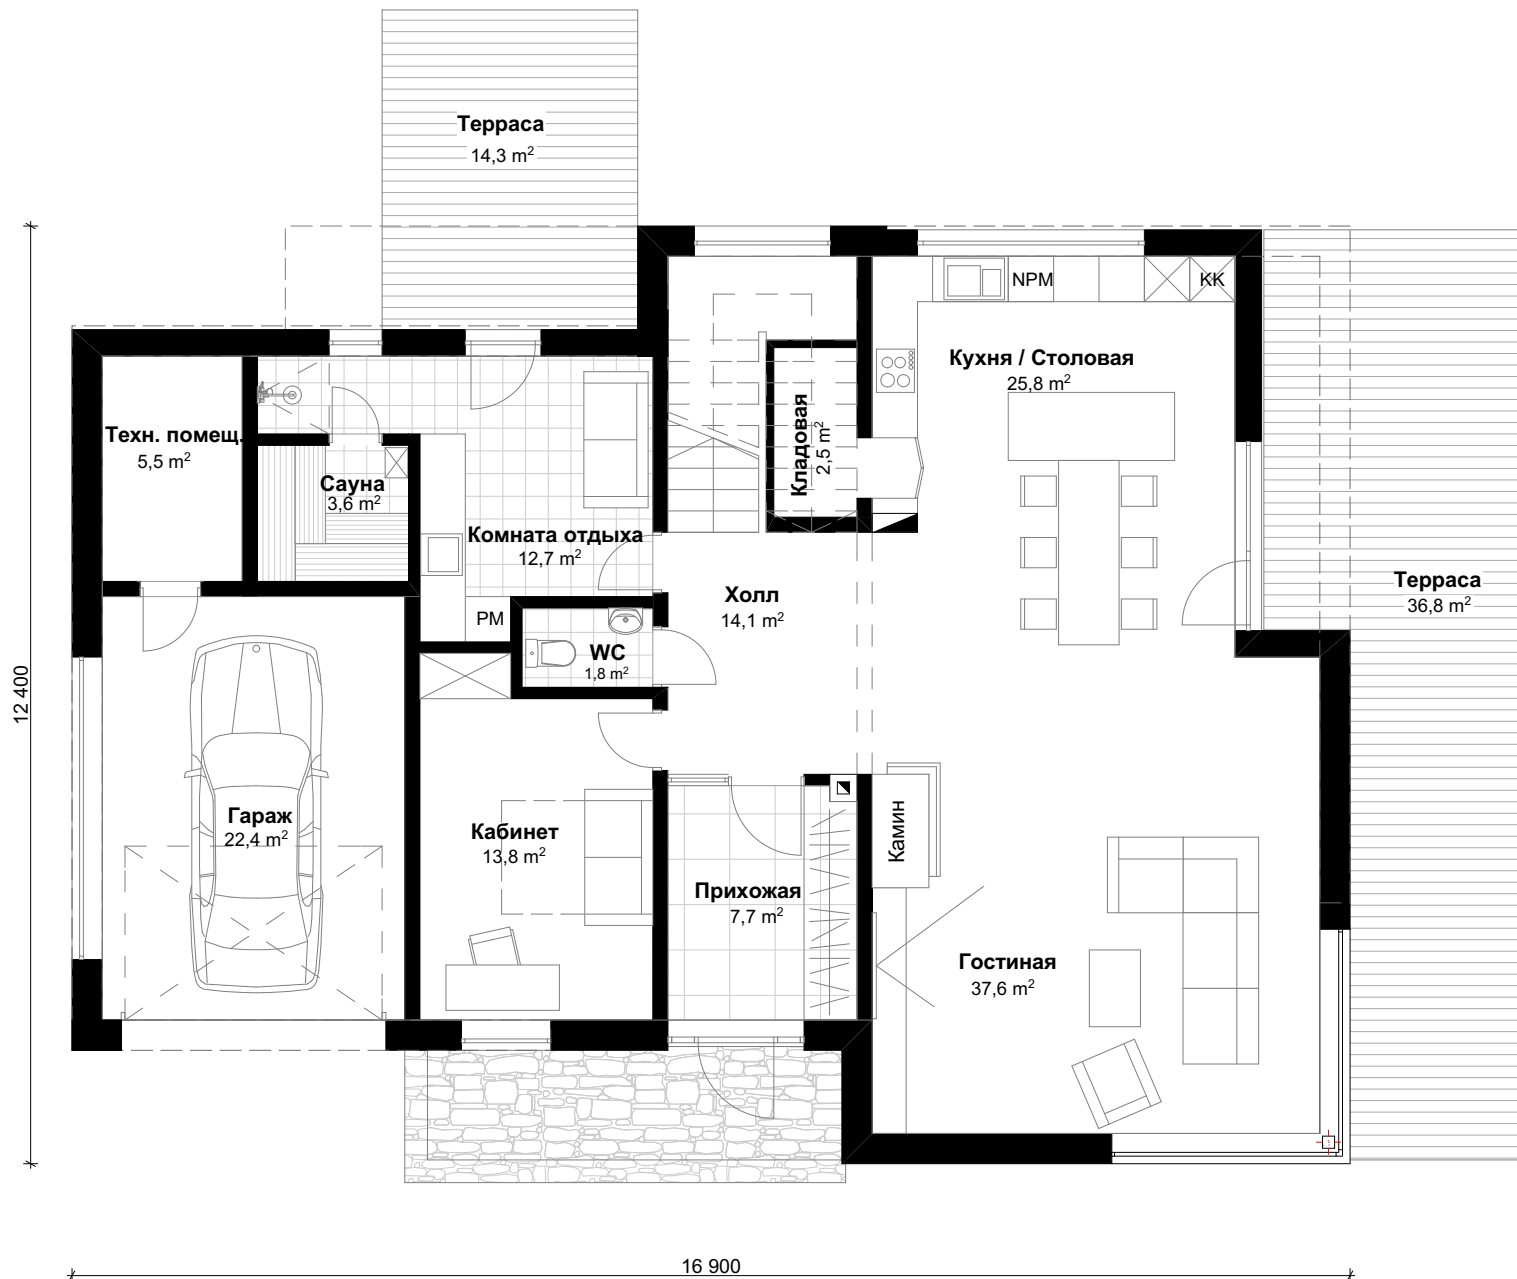 Терраса
14,3 m²
NPM
KK
Кухня / Столовая
25,8 m²
Техн. помещ.
5,5 m²
Кладовая
2,5 m²
Сауна
3,6 m²
Комната отдыха
12,7 m²
Терраса
36,8 m²
Холл
14,1 m²
PM
WC
1,8 m²
12 400
Гараж
22,4 m²
Кабинет
13,8 m²
Камин
Прихожая
7,7 m²
Гостиная
37,6 m²
16 900